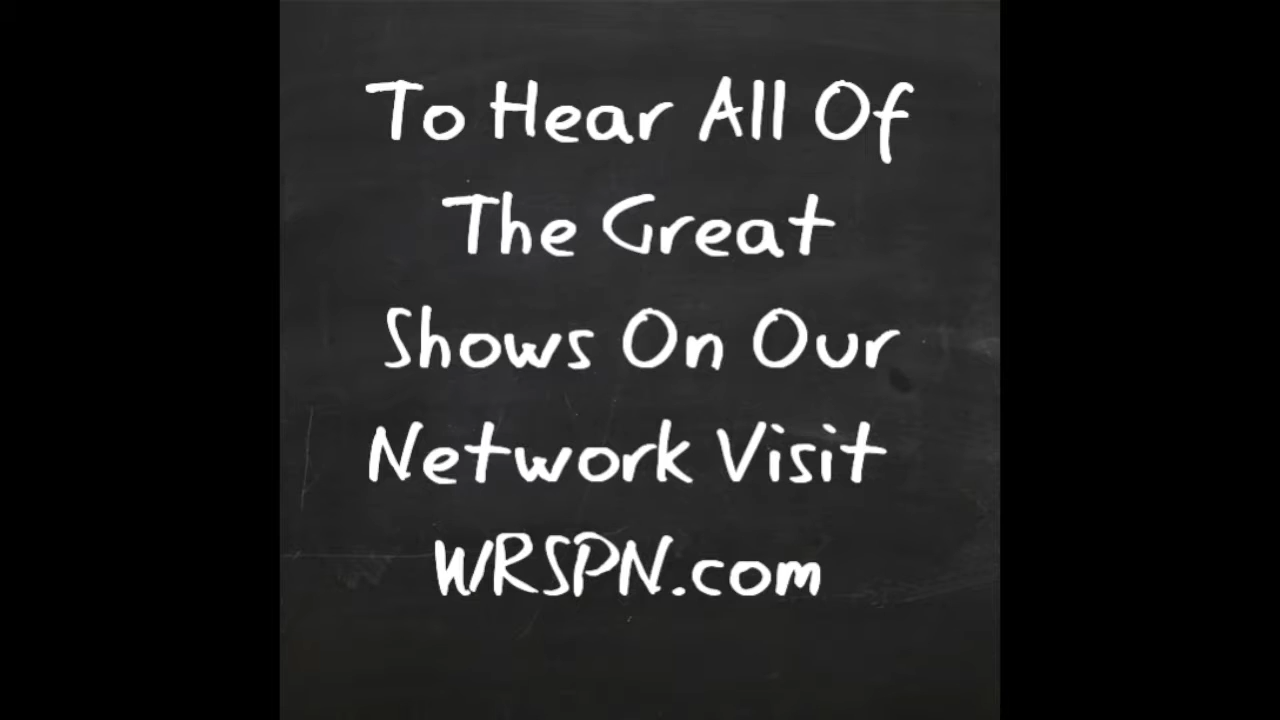 To Hear All Of
The Great
Shows On Our
Network Visit
WRSPN.com